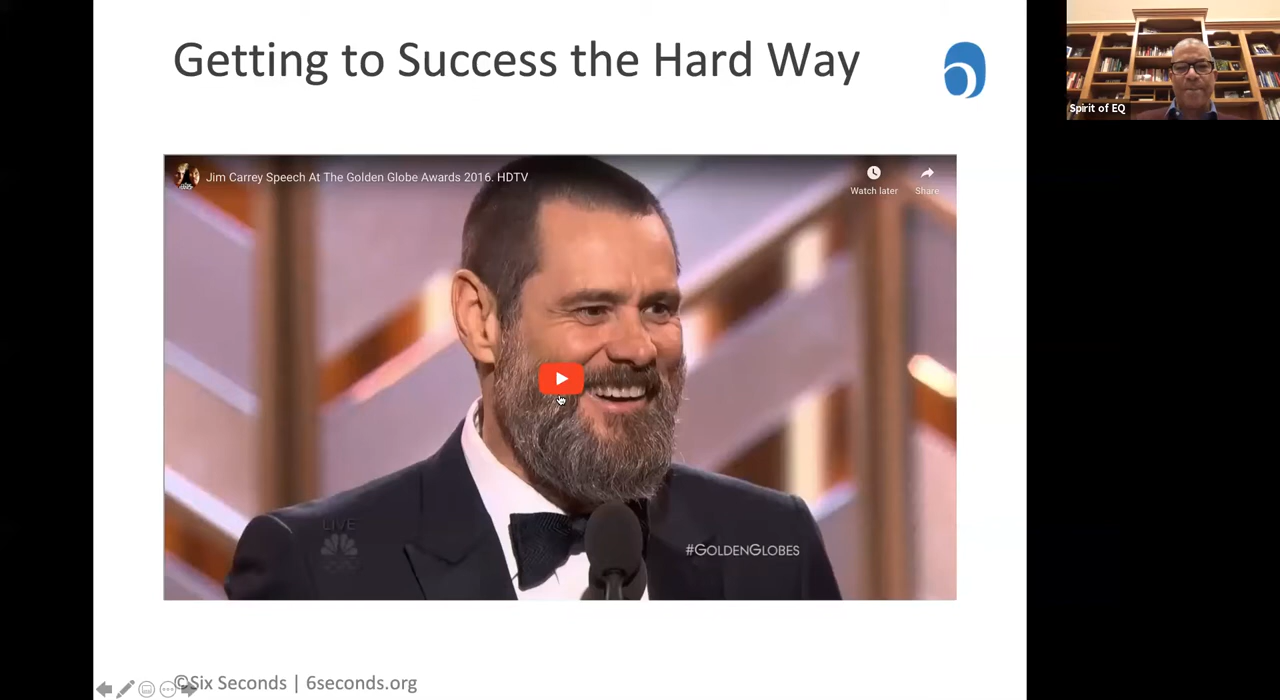 Getting to Success the Hard Way
Spirit of EQ
Jim Carrey Speech At The Golden Globe Awards 2016. HDTV
Watch later
Share
LIVE
NBC
#GOLDENGLOBES
©Six Seconds | 6seconds.org